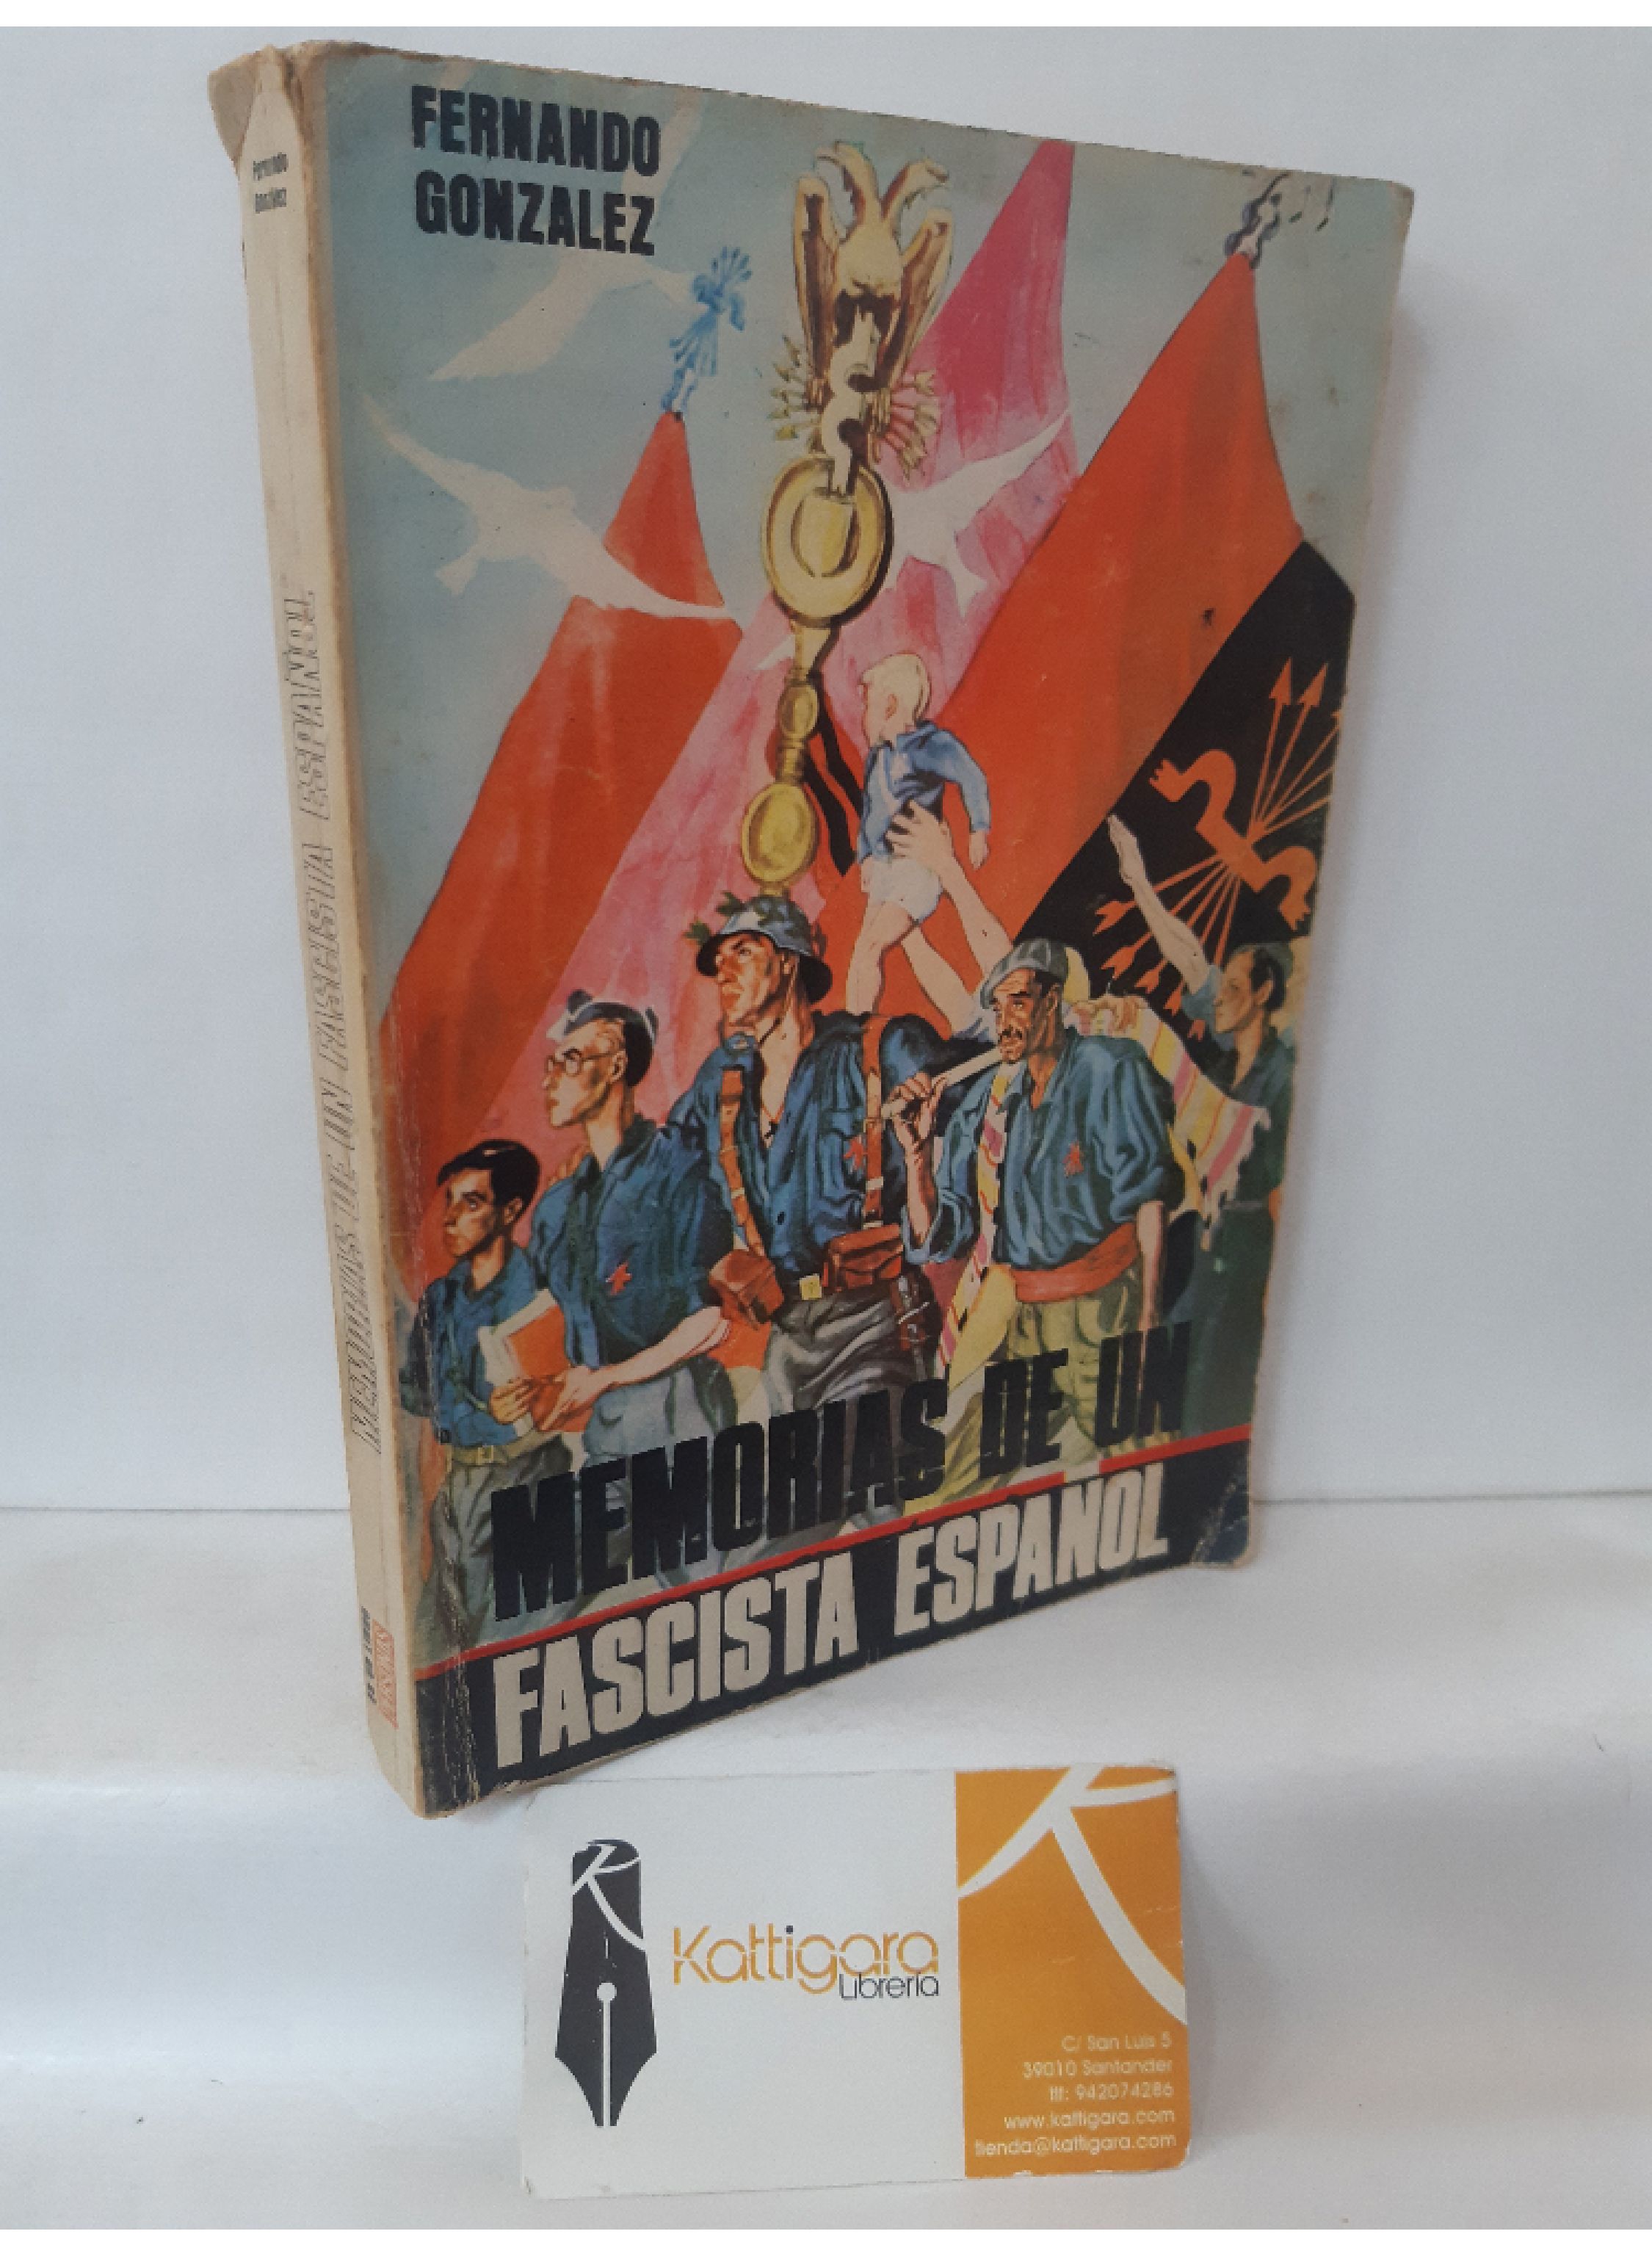 FERNANDO
GONZALEZ
MEMORIAS DE UN
FASCISTA ESPAÑOL
Fernando
González
MEMORIAS DE UN FASCISTA ESPAÑOL
K
Kattigara
Librería
C/ San Luis 5
39010 Santander
tlf: 942074286
www.kattigara.com
tienda@kattigara.com